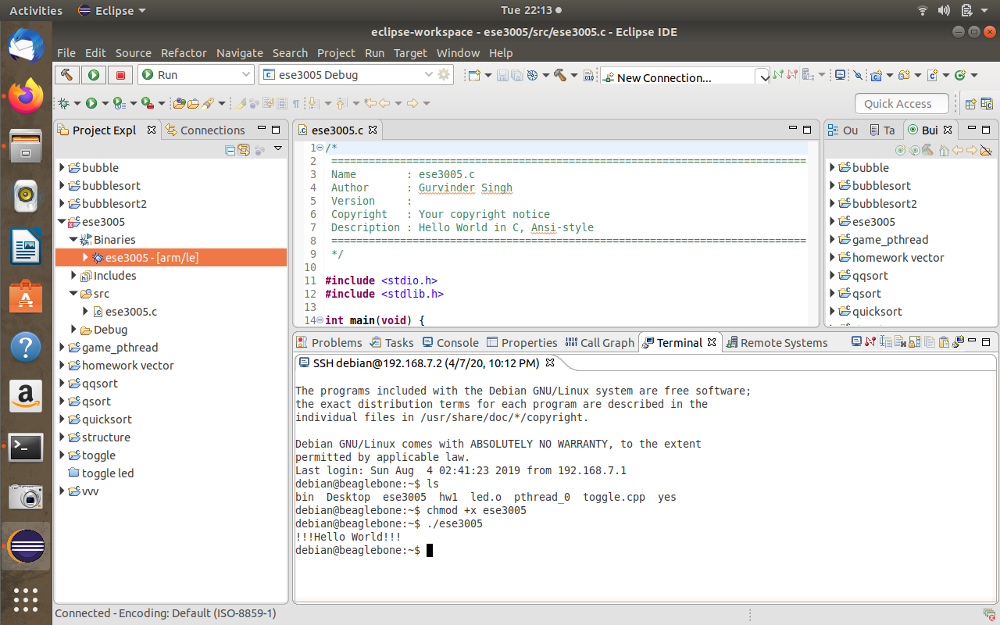 Activities Eclipse Tue 22:13
eclipse-workspace - ese3005/src/ese3005.c - Eclipse IDE
File Edit Source Refactor Navigate Search Project Run Target Window Help
Run ese3005 Debug New Connection...
Quick Access
Project Expl Connections
bubble
bubblesort
bubblesort2
ese3005
Binaries
ese3005 - [arm/le]
Includes
src
ese3005.c
Debug
game_pthread
homework vector
qqsort
qsort
quicksort
structure
toggle
toggle led
vvv
ese3005.c
1 /*
2 ============================================================================
3 Name : ese3005.c
4 Author : Gurvinder Singh
5 Version :
6 Copyright : Your copyright notice
7 Description : Hello World in C, Ansi-style
8 ============================================================================
9 */
10
11 #include <stdio.h>
12 #include <stdlib.h>
13
14 int main(void) {
Ou Ta Bui
bubble
bubblesort
bubblesort2
ese3005
game_pthread
homework vector
qqsort
qsort
quicksort
Problems Tasks Console Properties Call Graph Terminal Remote Systems
SSH debian@192.168.7.2 (4/7/20, 10:12 PM)
The programs included with the Debian GNU/Linux system are free software;
the exact distribution terms for each program are described in the
individual files in /usr/share/doc/*/copyright.
Debian GNU/Linux comes with ABSOLUTELY NO WARRANTY, to the extent
permitted by applicable law.
Last login: Sun Aug  4 02:41:23 2019 from 192.168.7.1
debian@beaglebone:~$ ls
bin  Desktop  ese3005  hw1  led.o  pthread_0  toggle.cpp  yes
debian@beaglebone:~$ chmod +x ese3005
debian@beaglebone:~$ ./ese3005
!!!Hello World!!!
debian@beaglebone:~$
Connected - Encoding: Default (ISO-8859-1)